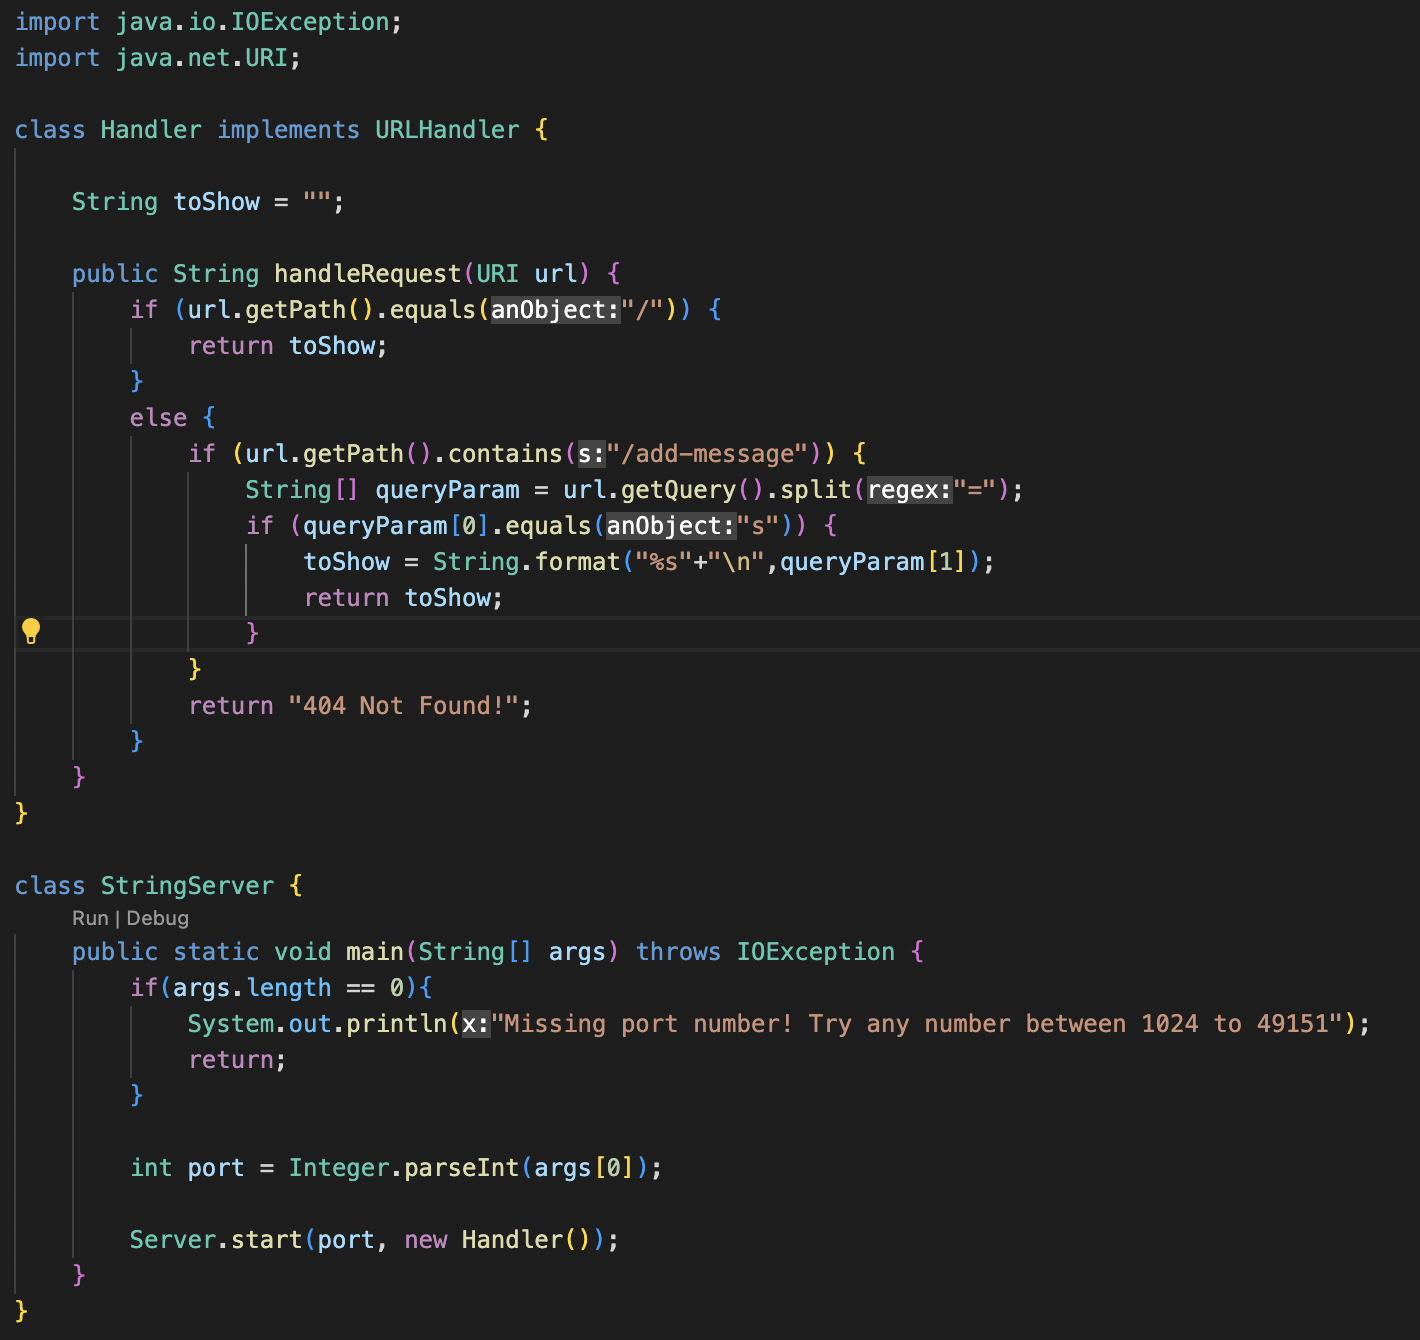 import java.io.IOException;
import java.net.URI;
class Handler implements URLHandler {
String toShow = "";
public String handleRequest(URI url) {
if (url.getPath().equals(anObject:"/")) {
return toShow;
}
else {
if (url.getPath().contains(s:"/add-message")) {
String[] queryParam = url.getQuery().split(regex:"=");
if (queryParam[0].equals(anObject:"s")) {
toShow = String.format("%s"+"\n",queryParam[1]);
return toShow;
}
}
return "404 Not Found!";
}
}
}
class StringServer {
Run | Debug
public static void main(String[] args) throws IOException {
if(args.length == 0){
System.out.println(x:"Missing port number! Try any number between 1024 to 49151");
return;
}
int port = Integer.parseInt(args[0]);
Server.start(port, new Handler());
}
}